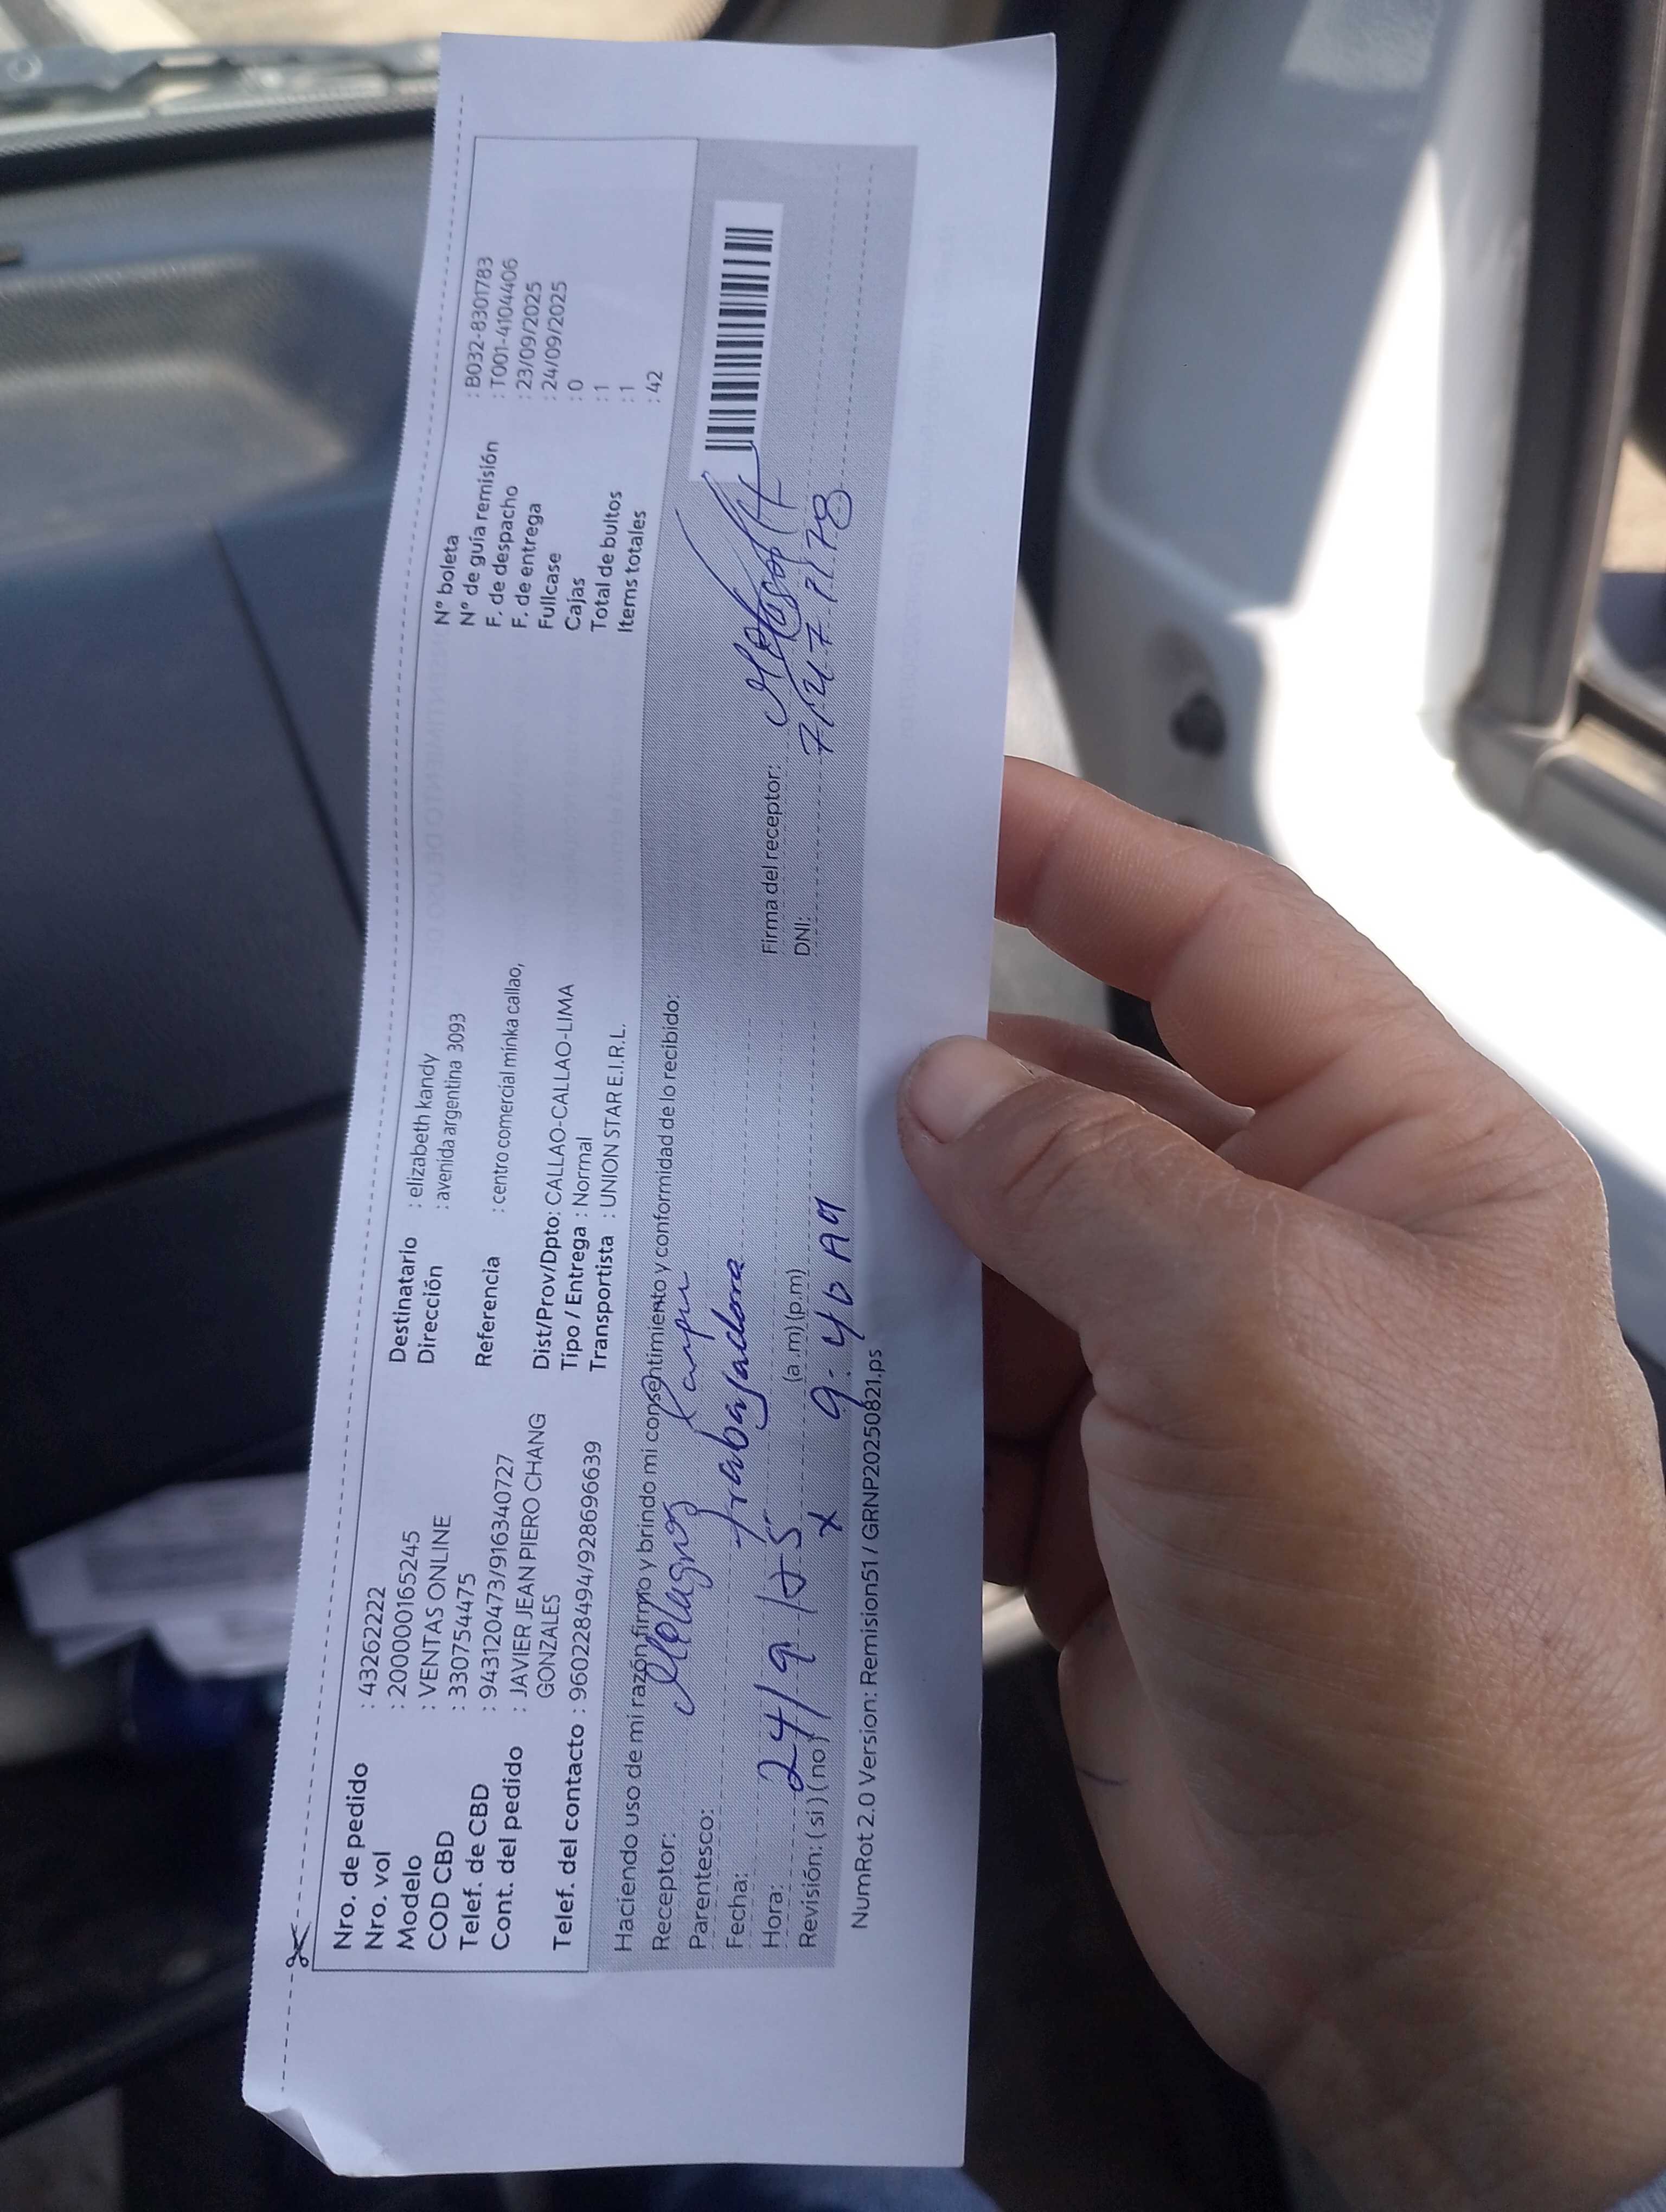 Nro. de pedido : 43262222
Nro. vol : 200000165245
Modelo : VENTAS ONLINE
COD CBD : 330754475
Telef. de CBD : 943120473/916340727
Cont. del pedido : JAVIER JEAN PIERO CHANG
GONZALES
Telef. del contacto : 960228494/928696639
Destinatario : elizabeth kandy
Dirección : avenida argentina 3093
Referencia : centro comercial minka callao,
Dist/Prov/Dpto: CALLAO-CALLAO-LIMA
Tipo / Entrega : Normal
Transportista : UNION STAR E.I.R.L.
N° boleta : B032-8301783
N° de guía remisión : T001-4104406
F. de despacho : 23/09/2025
F. de entrega : 24/09/2025
Fullcase : 0
Cajas : 1
Total de bultos : 1
Items totales : 42
Haciendo uso de mi razón firmo y brindo mi consentimiento y conformidad de lo recibido:
Receptor: Milagros
Parentesco: trabajadora
Fecha: 24/9/25
Hora: (a .m) (p.m) 9:40 AM
Revisión: ( si ) ( no ) x
Firma del receptor:
DNI:
NumRot 2.0 Version: Remision51 / GRNP20250821.ps